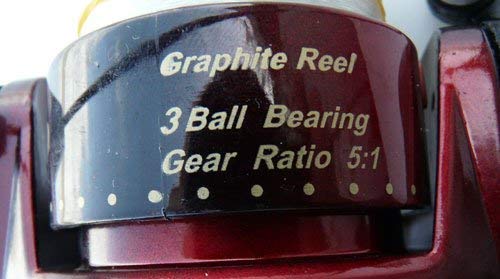 Graphite Reel
3 Ball Bearing
Gear Ratio 5:1